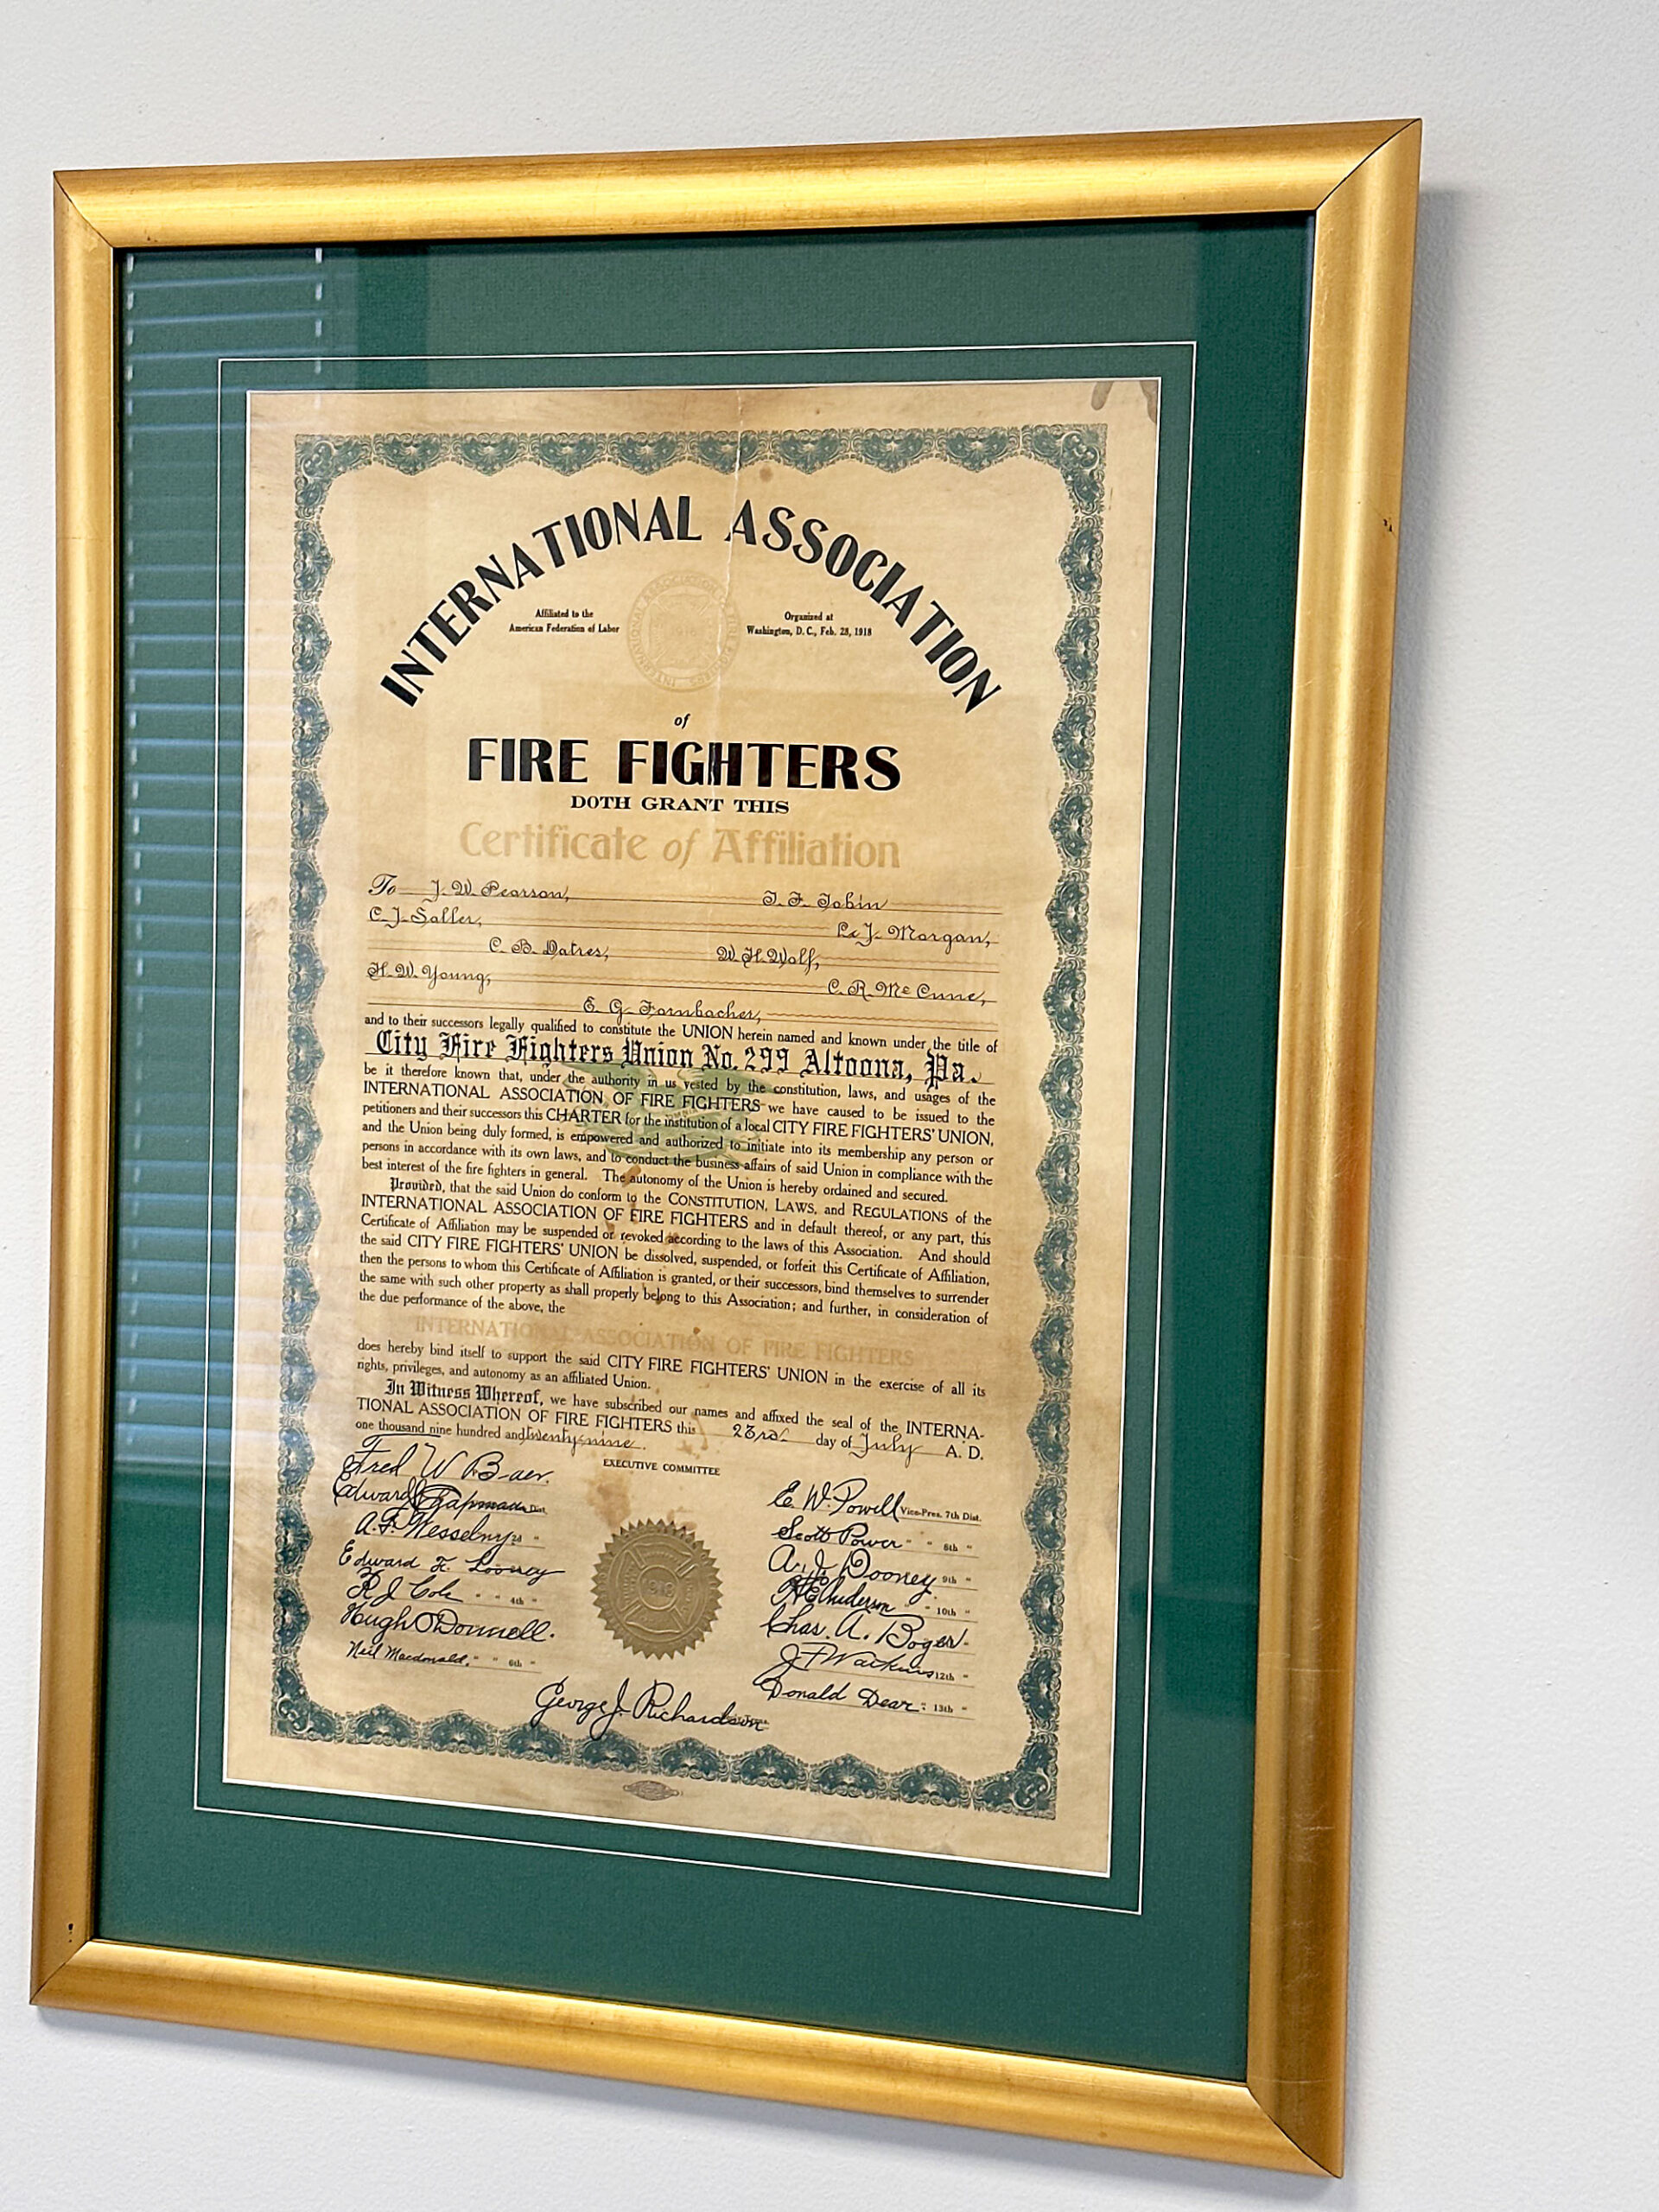 INTERNATIONAL ASSOCIATION
Affiliated to the
American Federation of Labor
Organized at
Washington, D. C., Feb. 28, 1918
of
FIRE FIGHTERS
DOTH GRANT THIS
Certificate of Affiliation
To J. W. Pearson, T. F. Tobin
C. J. Saller, L. J. Morgan,
C. B. Datres, W. H. Wolf,
H. W. Young, C. R. McCune,
E. G. Fornbacher,
and to their successors legally qualified to constitute the UNION herein named and known under the title of
City Fire Fighters Union No. 299 Altoona, Pa.
be it therefore known that, under the authority in us vested by the constitution, laws, and usages of the
INTERNATIONAL ASSOCIATION OF FIRE FIGHTERS we have caused to be issued to the
petitioners and their successors this CHARTER for the institution of a local CITY FIRE FIGHTERS' UNION,
and the Union being duly formed, is empowered and authorized to initiate into its membership any person or
persons in accordance with its own laws, and to conduct the business affairs of said Union in compliance with the
best interest of the fire fighters in general. The autonomy of the Union is hereby ordained and secured.
Provided, that the said Union do conform to the CONSTITUTION, LAWS, and REGULATIONS of the
INTERNATIONAL ASSOCIATION OF FIRE FIGHTERS and in default thereof, or any part, this
Certificate of Affiliation may be suspended or revoked according to the laws of this Association. And should
the said CITY FIRE FIGHTERS' UNION be dissolved, suspended, or forfeit this Certificate of Affiliation,
then the persons to whom this Certificate of Affiliation is granted, or their successors, bind themselves to surrender
the same with such other property as shall properly belong to this Association; and further, in consideration of
the due performance of the above, the
INTERNATIONAL ASSOCIATION OF FIRE FIGHTERS
does hereby bind itself to support the said CITY FIRE FIGHTERS' UNION in the exercise of all its
rights, privileges, and autonomy as an affiliated Union.
In Witness Whereof, we have subscribed our names and affixed the seal of the INTERNA-
TIONAL ASSOCIATION OF FIRE FIGHTERS this 23rd day of July A. D.
one thousand nine hundred and twenty-nine.
EXECUTIVE COMMITTEE
Fred W. Baer.
Edward Chapman Dist.
A. F. Wesselny
Edward F. Looney
R. J. Cole " " 4th "
Hugh O'Donnell.
Neil Macdonald, " " 6th "
E. W. Powell Vice-Pres. 7th Dist.
Scott Power " " 8th "
A. J. Dooney 9th "
" 10th "
Chas. A. Boger
J. F. Watkins 12th "
Donald Dear " 13th "
1918
George J. Richardson